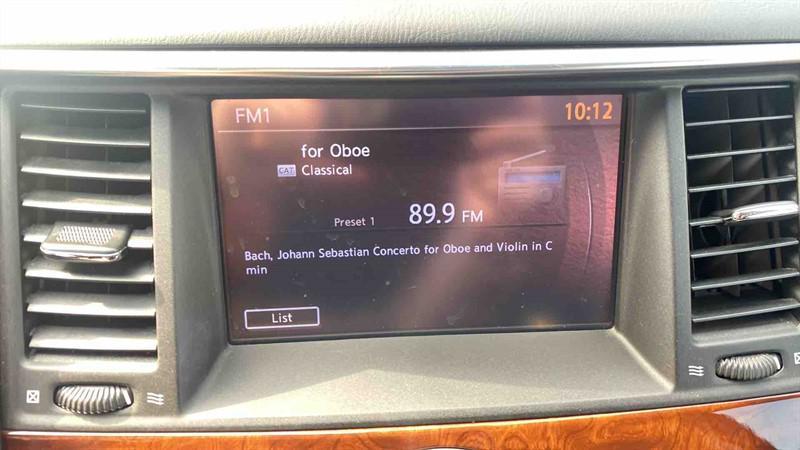 FM1 10:12
for Oboe
CAT Classical
Preset 1 89.9 FM
Bach, Johann Sebastian Concerto for Oboe and Violin in C
min
List